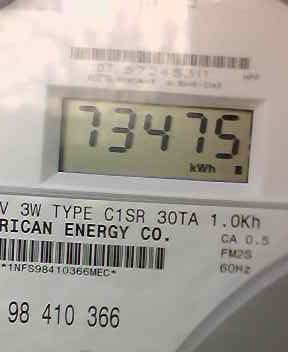 73475
kWh
V 3W TYPE C1SR 30TA 1.0Kh
RICAN ENERGY CO.
CA 0.5
FM2S
60Hz
*1NFS98410366MEC*
98 410 366